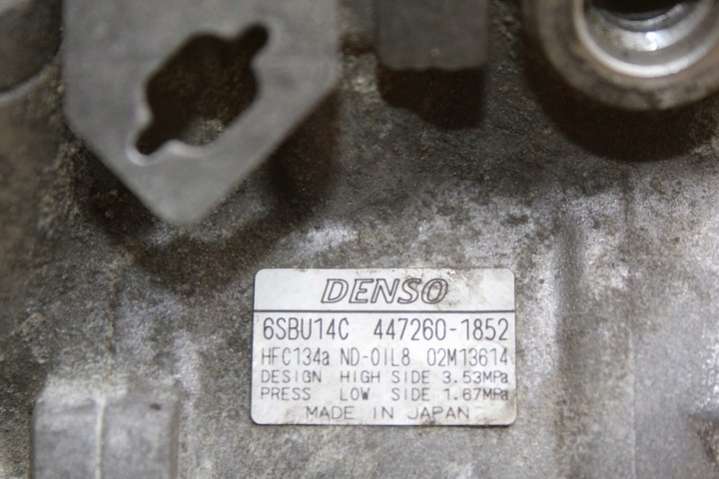 DENSO
6SBU14C 447260-1852
HFC134a ND-OIL8 02M13614
DESIGN HIGH SIDE 3.53MPa
PRESS LOW SIDE 1.67MPa
MADE IN JAPAN